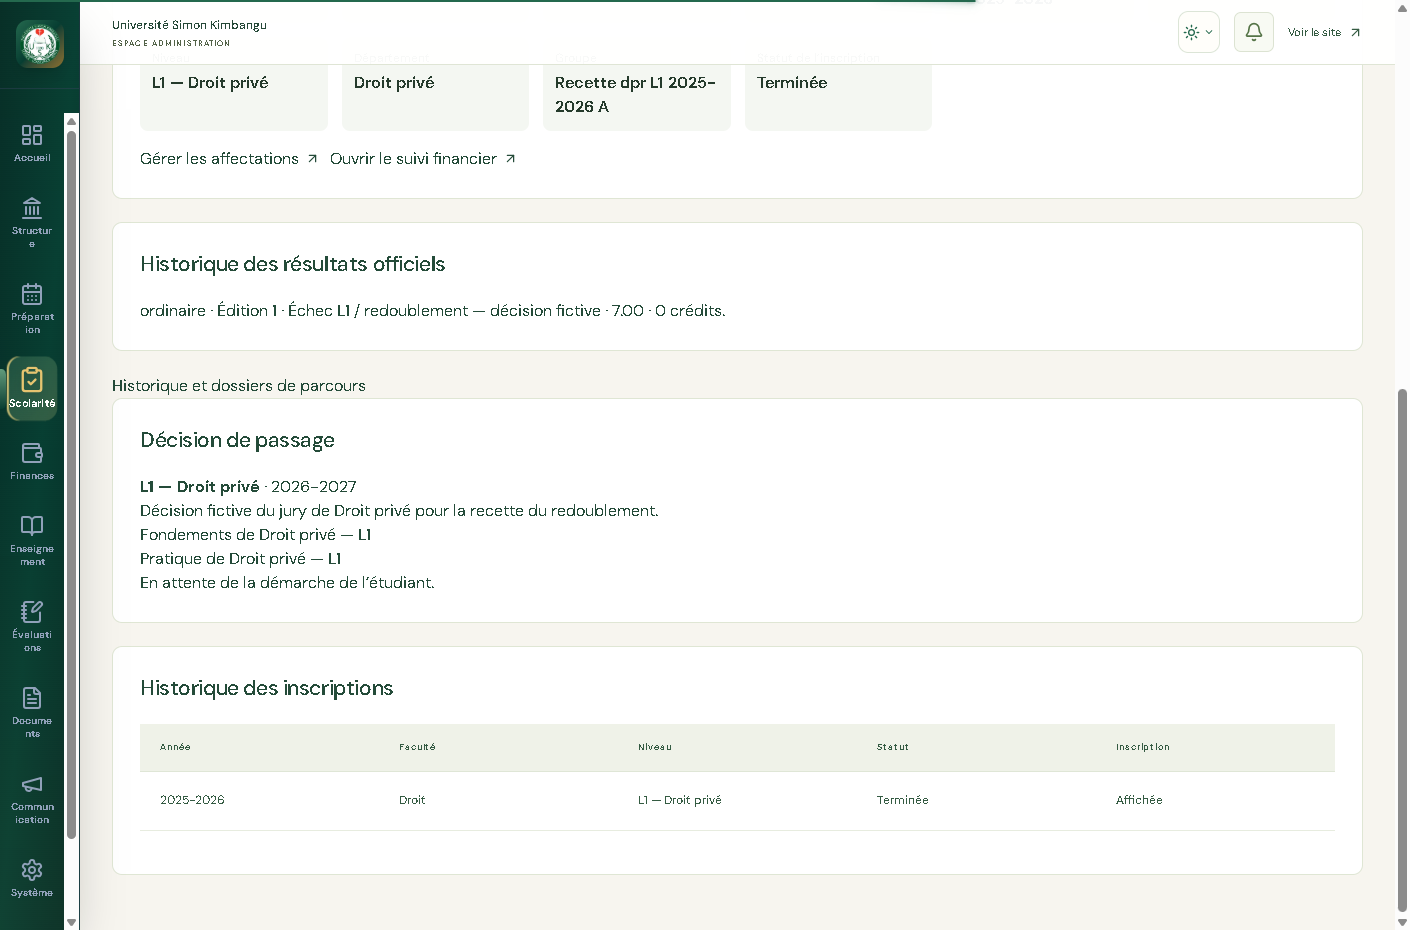 Université Simon Kimbangu
ESPACE ADMINISTRATION
Voir le site
Accueil
Structur
e
Préparat
ion
Scolarité
Finances
Enseigne
ment
Évaluati
ons
Docume
nts
Commun
ication
Système
L1 — Droit privé
Droit privé
Recette dpr L1 2025-
2026 A
Terminée
Gérer les affectations
Ouvrir le suivi financier
Historique des résultats officiels
ordinaire · Édition 1 · Échec L1 / redoublement — décision fictive · 7.00 · 0 crédits.
Historique et dossiers de parcours
Décision de passage
L1 — Droit privé · 2026-2027
Décision fictive du jury de Droit privé pour la recette du redoublement.
Fondements de Droit privé — L1
Pratique de Droit privé — L1
En attente de la démarche de l’étudiant.
Historique des inscriptions
Année Faculté Niveau Statut Inscription
2025-2026 Droit L1 — Droit privé Terminée Affichée